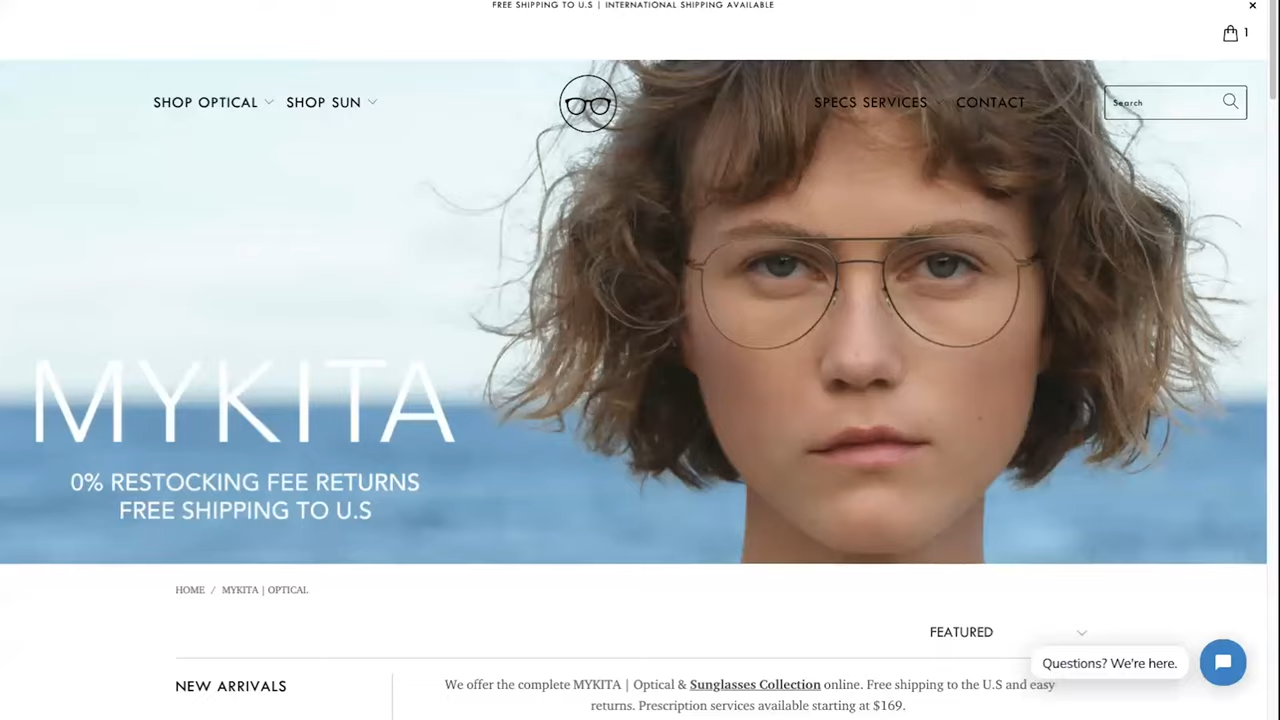 FREE SHIPPING TO U.S | INTERNATIONAL SHIPPING AVAILABLE
×
1
SHOP OPTICAL
SHOP SUN
SPECS SERVICES
CONTACT
Search
MYKITA
0% RESTOCKING FEE RETURNS
FREE SHIPPING TO U.S
HOME / MYKITA | OPTICAL
FEATURED
Questions? We're here.
NEW ARRIVALS
We offer the complete MYKITA | Optical & Sunglasses Collection online. Free shipping to the U.S and easy
returns. Prescription services available starting at $169.